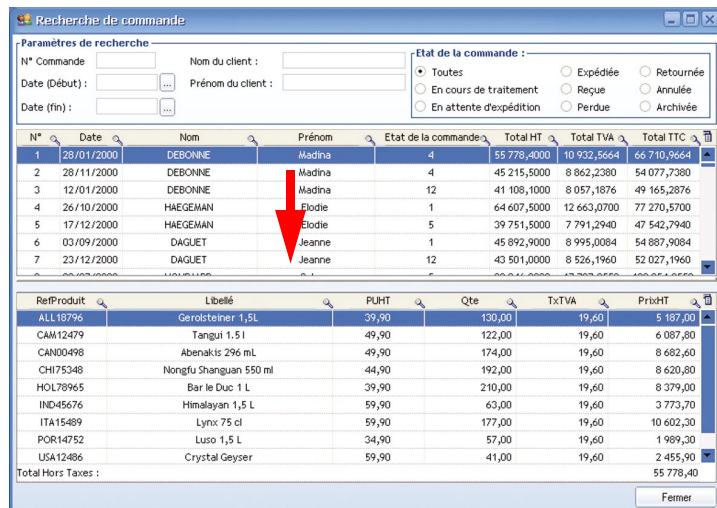 Recherche de commande
Paramètres de recherche
Etat de la commande :
N° Commande Nom du client :
Toutes Expédiée Retournée
Date (Début) : ... Prénom du client :
En cours de traitement Reçue Annulée
Date (fin) : ...
En attente d'expédition Perdue Archivée
N° Date Nom Prénom Etat de la commande Total HT Total TVA Total TTC
1 28/01/2000 DEBONNE Madina 4 55 778,4000 10 932,5664 66 710,9664
2 28/11/2000 DEBONNE Madina 4 45 215,5000 8 862,2380 54 077,7380
3 12/01/2000 DEBONNE Madina 12 41 108,1000 8 057,1876 49 165,2876
4 26/10/2000 HAEGEMAN Elodie 1 64 607,5000 12 663,0700 77 270,5700
5 17/12/2000 HAEGEMAN Elodie 5 39 751,5000 7 791,2940 47 542,7940
6 03/09/2000 DAGUET Jeanne 1 45 892,9000 8 995,0084 54 887,9084
7 23/12/2000 DAGUET Jeanne 12 43 501,0000 8 526,1960 52 027,1960
RefProduit Libellé PUHT Qte TxTVA PrixHT
ALL18796 Gerolsteiner 1,5L 39,90 130,00 19,60 5 187,00
CAM12479 Tangui 1.5 l 49,90 122,00 19,60 6 087,80
CAN00498 Abenakis 296 mL 49,90 174,00 19,60 8 682,60
CHI75348 Nongfu Shanguan 550 ml 44,90 192,00 19,60 8 620,80
HOL78965 Bar le Duc 1 L 39,90 210,00 19,60 8 379,00
IND45676 Himalayan 1,5 L 59,90 63,00 19,60 3 773,70
ITA15489 Lynx 75 cl 59,90 177,00 19,60 10 602,30
POR14752 Luso 1,5 L 34,90 57,00 19,60 1 989,30
USA12486 Crystal Geyser 59,90 41,00 19,60 2 455,90
Total Hors Taxes : 55 778,40
Fermer